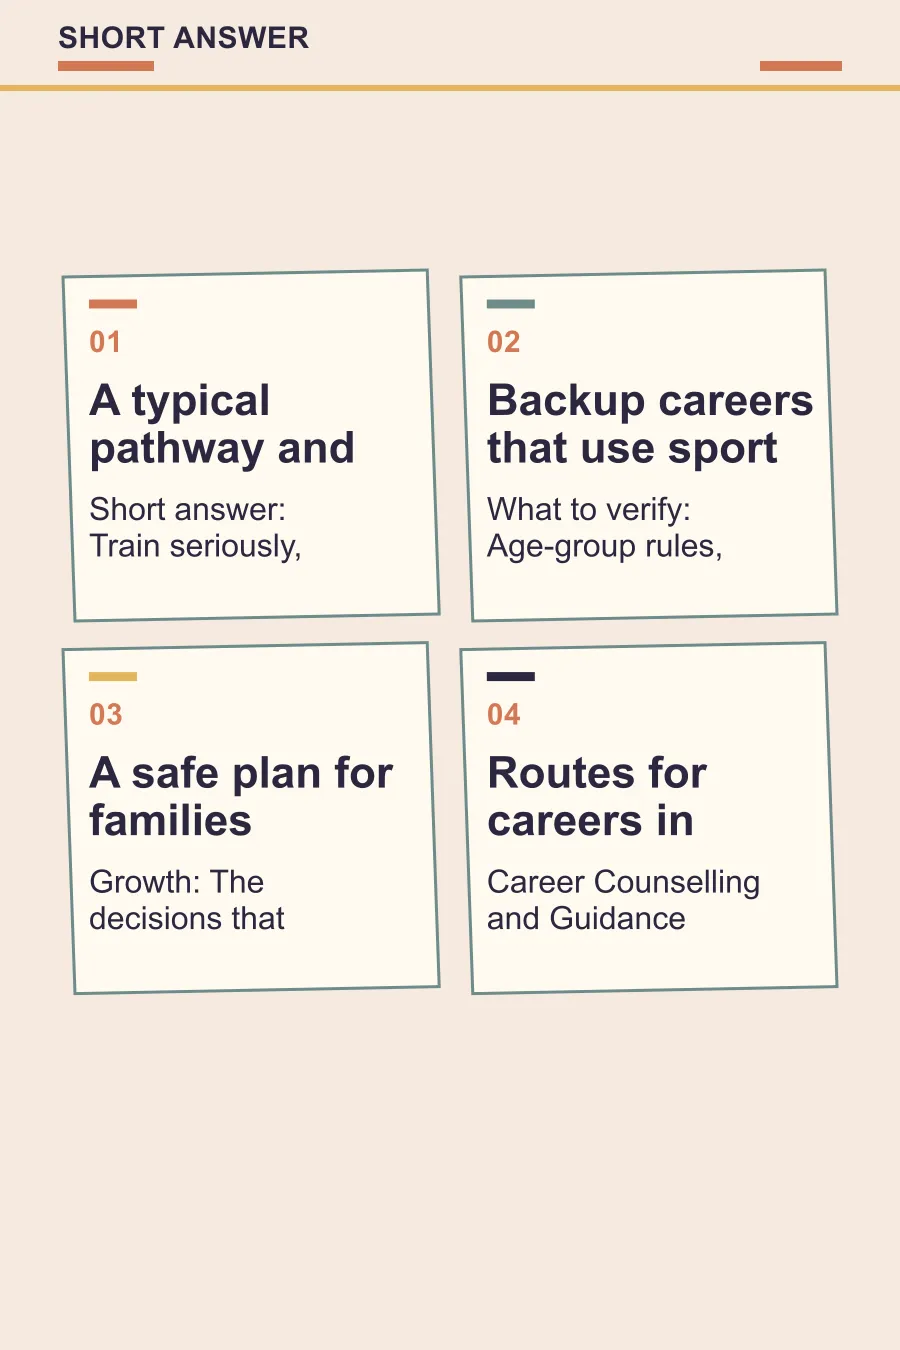 SHORT ANSWER
01
A typical
pathway and
Short answer:
Train seriously,
02
Backup careers
that use sport
What to verify:
Age-group rules,
03
A safe plan for
families
Growth: The
decisions that
04
Routes for
careers in
Career Counselling
and Guidance